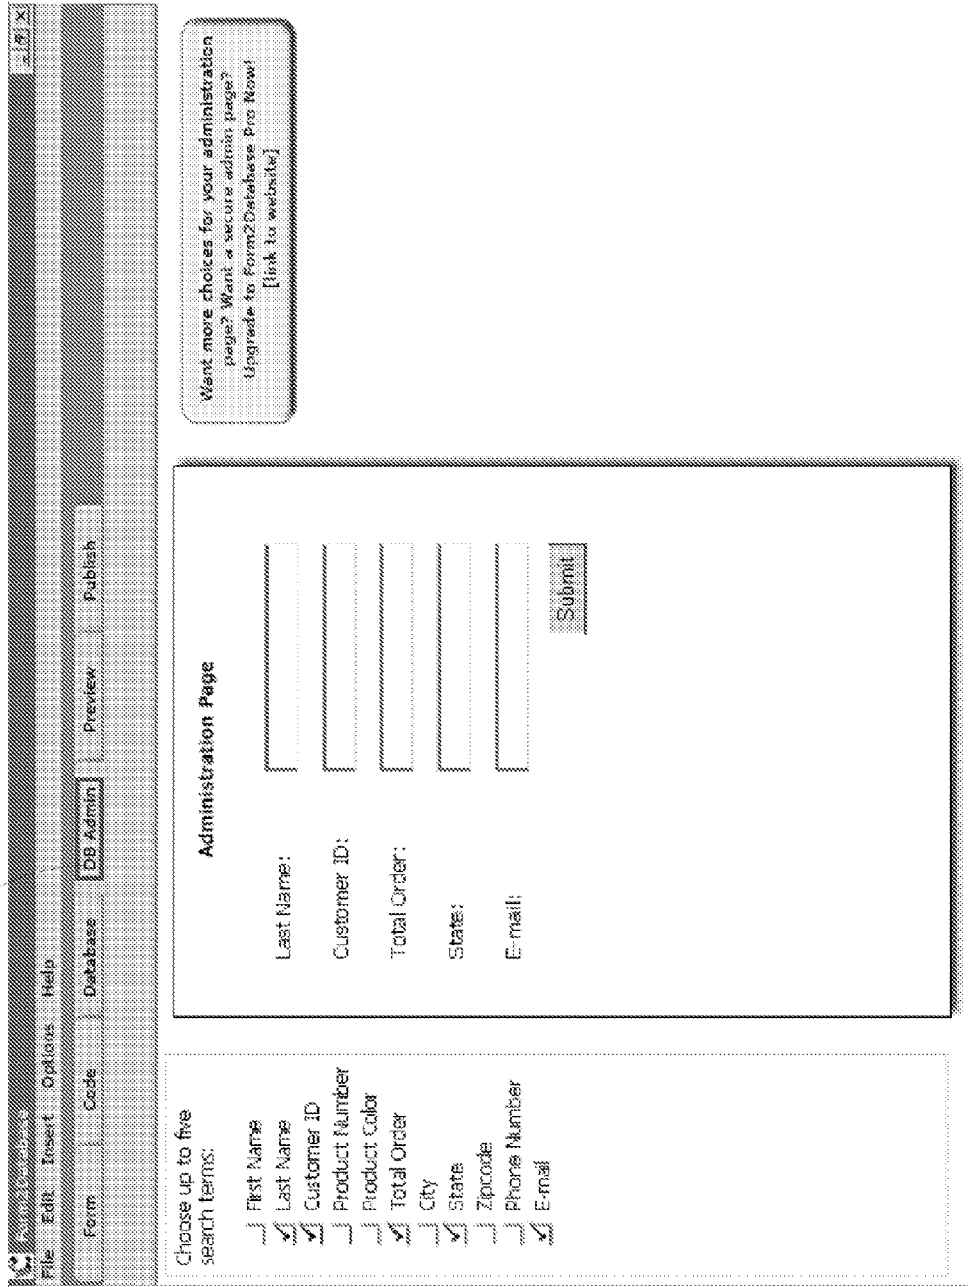 File Edit Insert Options Help
Form Code Database DB Admin Preview Publish
Choose up to five
search terms:
First Name
Last Name
Customer ID
Product Number
Product Color
Total Order
City
State
Zipcode
Phone Number
E-mail
Administration Page
Last Name:
Customer ID:
Total Order:
State:
E-mail:
Submit
Want more choices for your administration
page? Want a secure admin page?
Upgrade to Form2Database Pro Now!
[link to website]